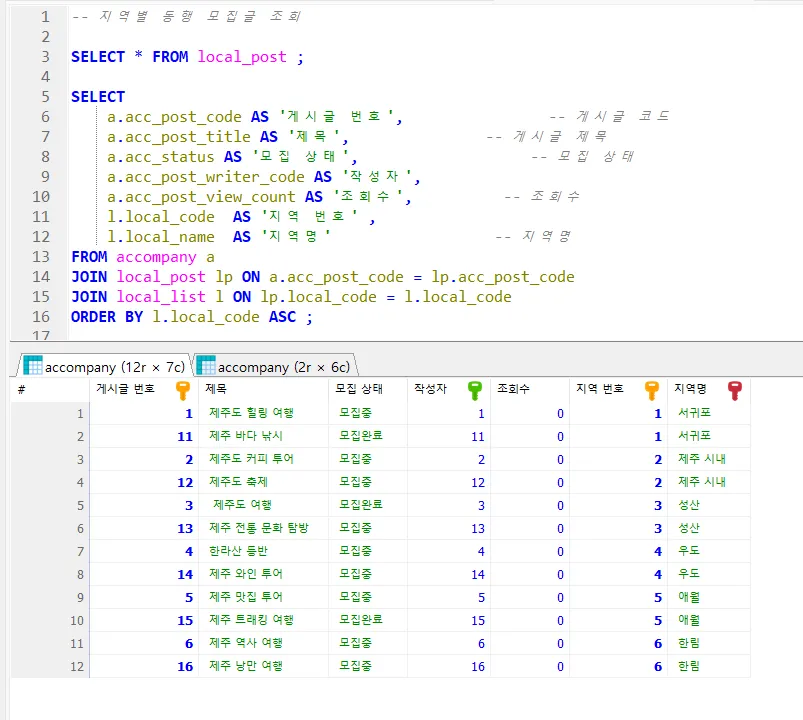 1 -- 지역별 동행 모집글 조회
2
3 SELECT * FROM local_post ;
4
5 SELECT
6 a.acc_post_code AS '게시글 번호', -- 게시글 코드
7 a.acc_post_title AS '제목', -- 게시글 제목
8 a.acc_status AS '모집 상태', -- 모집 상태
9 a.acc_post_writer_code AS '작성자',
10 a.acc_post_view_count AS '조회수', -- 조회수
11 l.local_code AS '지역 번호' ,
12 l.local_name AS '지역명' -- 지역명
13 FROM accompany a
14 JOIN local_post lp ON a.acc_post_code = lp.acc_post_code
15 JOIN local_list l ON lp.local_code = l.local_code
16 ORDER BY l.local_code ASC ;
17
accompany (12r × 7c) accompany (2r × 6c)
# 게시글 번호 제목 모집 상태 작성자 조회수 지역 번호 지역명
1 1 제주도 힐링 여행 모집중 1 0 1 서귀포
2 11 제주 바다 낚시 모집완료 11 0 1 서귀포
3 2 제주도 커피 투어 모집중 2 0 2 제주 시내
4 12 제주도 축제 모집중 12 0 2 제주 시내
5 3 제주도 여행 모집완료 3 0 3 성산
6 13 제주 전통 문화 탐방 모집중 13 0 3 성산
7 4 한라산 등반 모집중 4 0 4 우도
8 14 제주 와인 투어 모집중 14 0 4 우도
9 5 제주 맛집 투어 모집중 5 0 5 애월
10 15 제주 트래킹 여행 모집완료 15 0 5 애월
11 6 제주 역사 여행 모집중 6 0 6 한림
12 16 제주 낭만 여행 모집중 16 0 6 한림